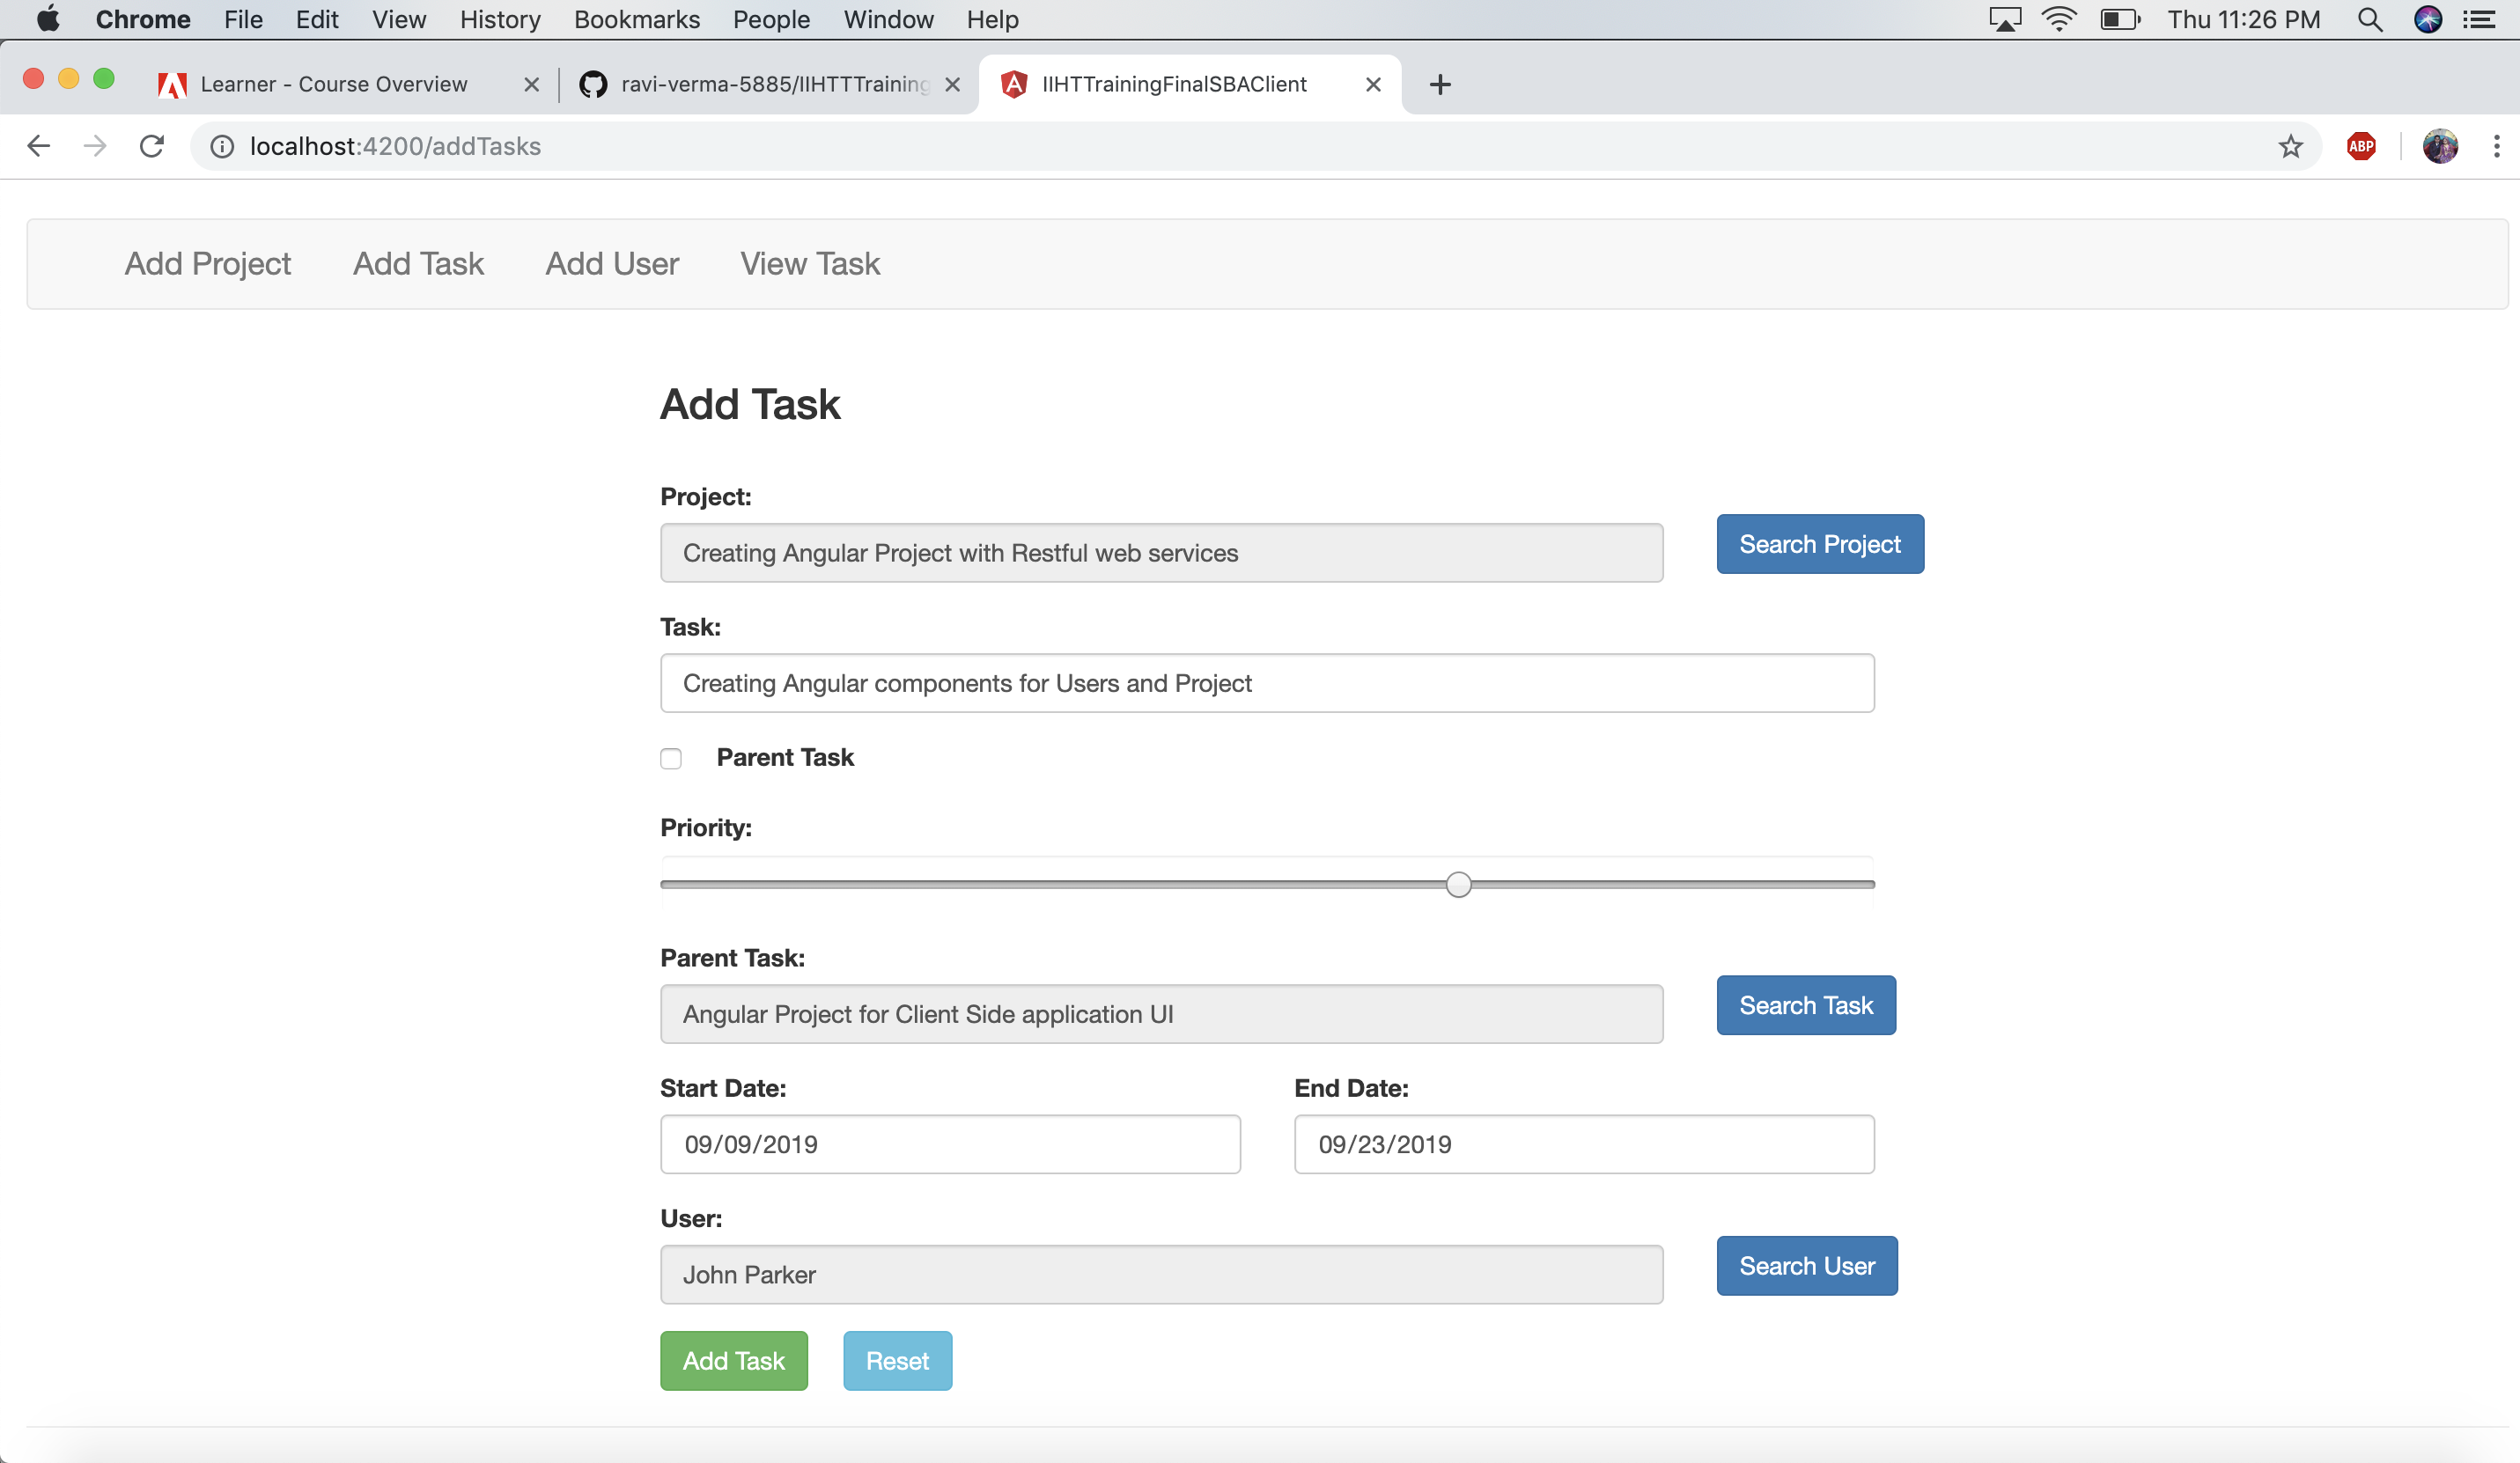 Chrome File Edit View History Bookmarks People Window Help Thu 11:26 PM
Learner - Course Overview ravi-verma-5885/IIHTTTraining IIHTTrainingFinalSBAClient
localhost:4200/addTasks ABP
Add Project Add Task Add User View Task
Add Task
Project:
Creating Angular Project with Restful web services Search Project
Task:
Creating Angular components for Users and Project
Parent Task
Priority:
Parent Task:
Angular Project for Client Side application UI Search Task
Start Date: End Date:
09/09/2019 09/23/2019
User:
John Parker Search User
Add Task Reset